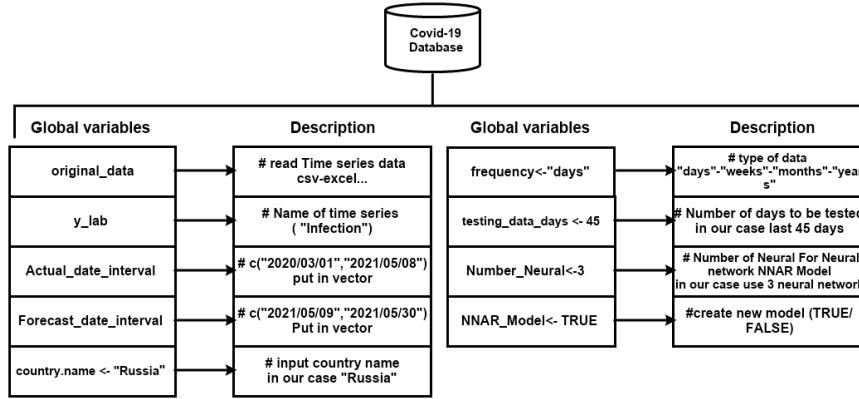 Covid-19
Database
Global variables
Description
original_data
# read Time series data
csv-excel...
y_lab
# Name of time series
( "Infection")
Actual_date_interval
# c("2020/03/01","2021/05/08")
put in vector
Forecast_date_interval
# c("2021/05/09","2021/05/30")
Put in vector
country.name <- "Russia"
# input country name
in our case "Russia"
Global variables
Description
frequency<-"days"
# type of data
"days"-"weeks"-"months"-"year
s"
testing_data_days <- 45
# Number of days to be tested
in our case last 45 days
Number_Neural<-3
# Number of Neural For Neural
network NNAR Model
in our case use 3 neural network
NNAR_Model<- TRUE
#create new model (TRUE/
FALSE)